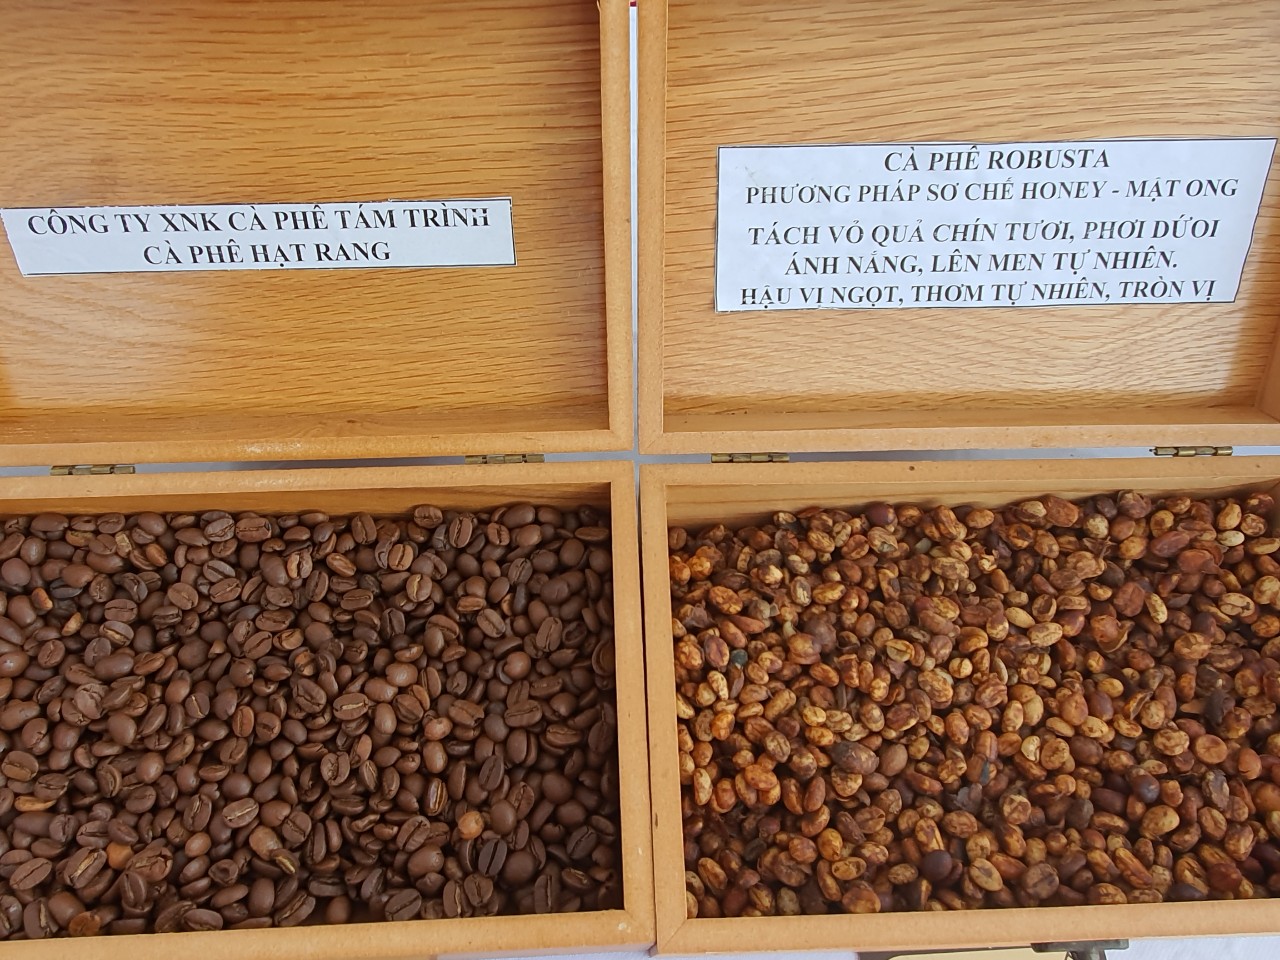 CÔNG TY XNK CÀ PHÊ TÁM TRÌNH
CÀ PHÊ HẠT RANG
CÀ PHÊ ROBUSTA
PHƯƠNG PHÁP SƠ CHẾ HONEY - MẬT ONG
TÁCH VỎ QUẢ CHÍN TƯƠI, PHƠI DỨƠI
ÁNH NẮNG, LÊN MEN TỰ NHIÊN.
HẬU VỊ NGỌT, THƠM TỰ NHIÊN, TRÒN VỊ